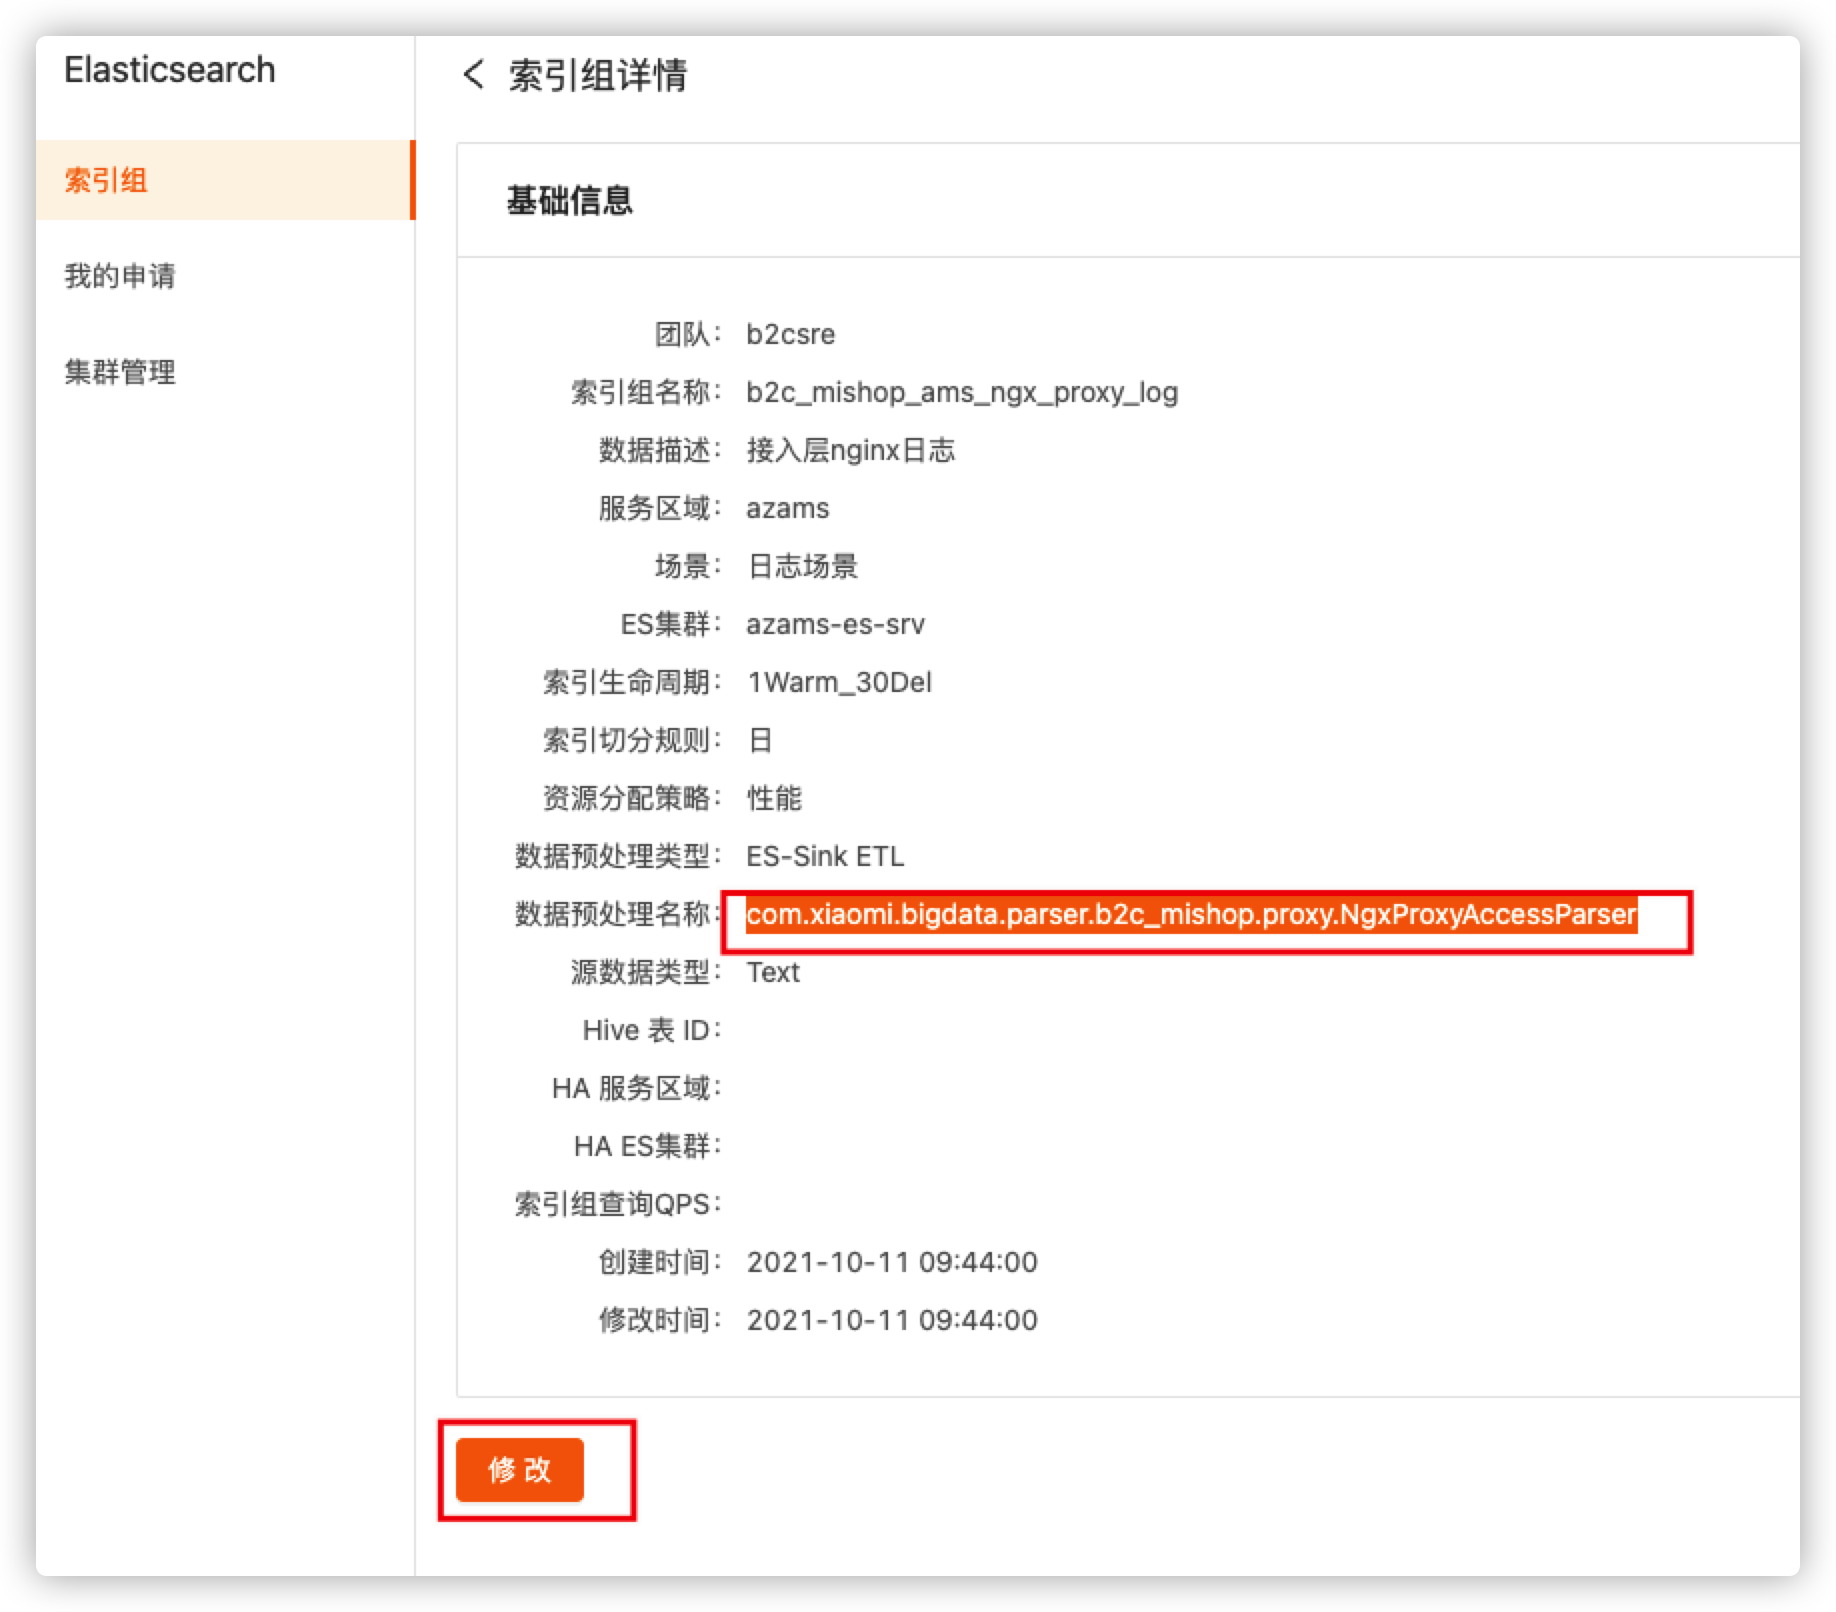 Elasticsearch
索引组
我的申请
集群管理
索引组详情
基础信息
团队： b2csre
索引组名称： b2c_mishop_ams_ngx_proxy_log
数据描述： 接入层nginx日志
服务区域： azams
场景： 日志场景
ES集群： azams-es-srv
索引生命周期： 1Warm_30Del
索引切分规则： 日
资源分配策略： 性能
数据预处理类型： ES-Sink ETL
数据预处理名称： com.xiaomi.bigdata.parser.b2c_mishop.proxy.NgxProxyAccessParser
源数据类型： Text
Hive 表 ID：
HA 服务区域：
HA ES集群：
索引组查询QPS：
创建时间： 2021-10-11 09:44:00
修改时间： 2021-10-11 09:44:00
修 改